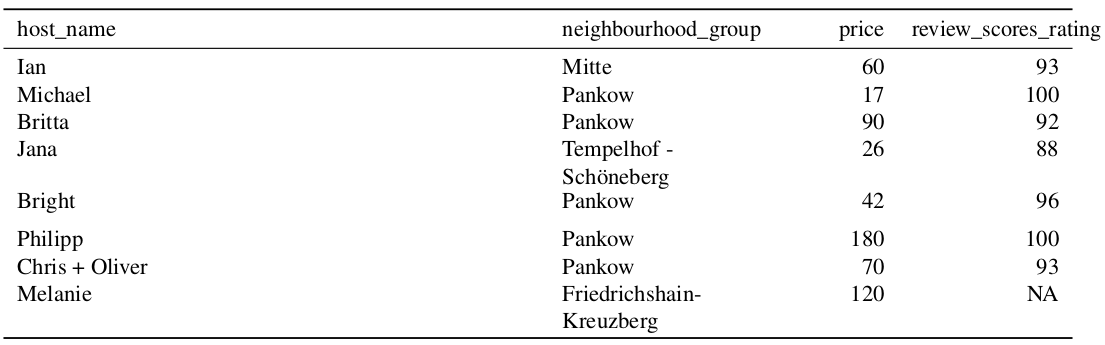 host_name neighbourhood_group price review_scores_rating
Ian Mitte 60 93
Michael Pankow 17 100
Britta Pankow 90 92
Jana Tempelhof - 26 88
Schöneberg
Bright Pankow 42 96
Philipp Pankow 180 100
Chris + Oliver Pankow 70 93
Melanie Friedrichshain- 120 NA
Kreuzberg